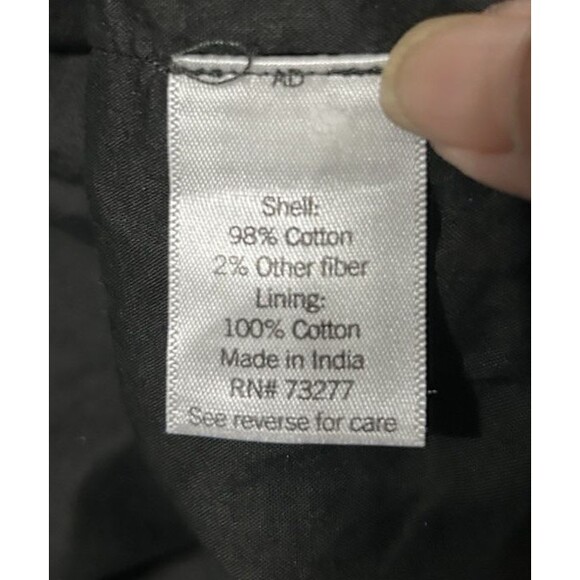 AD
Shell:
98% Cotton
2% Other fiber
Lining:
100% Cotton
Made in India
RN# 73277
See reverse for care